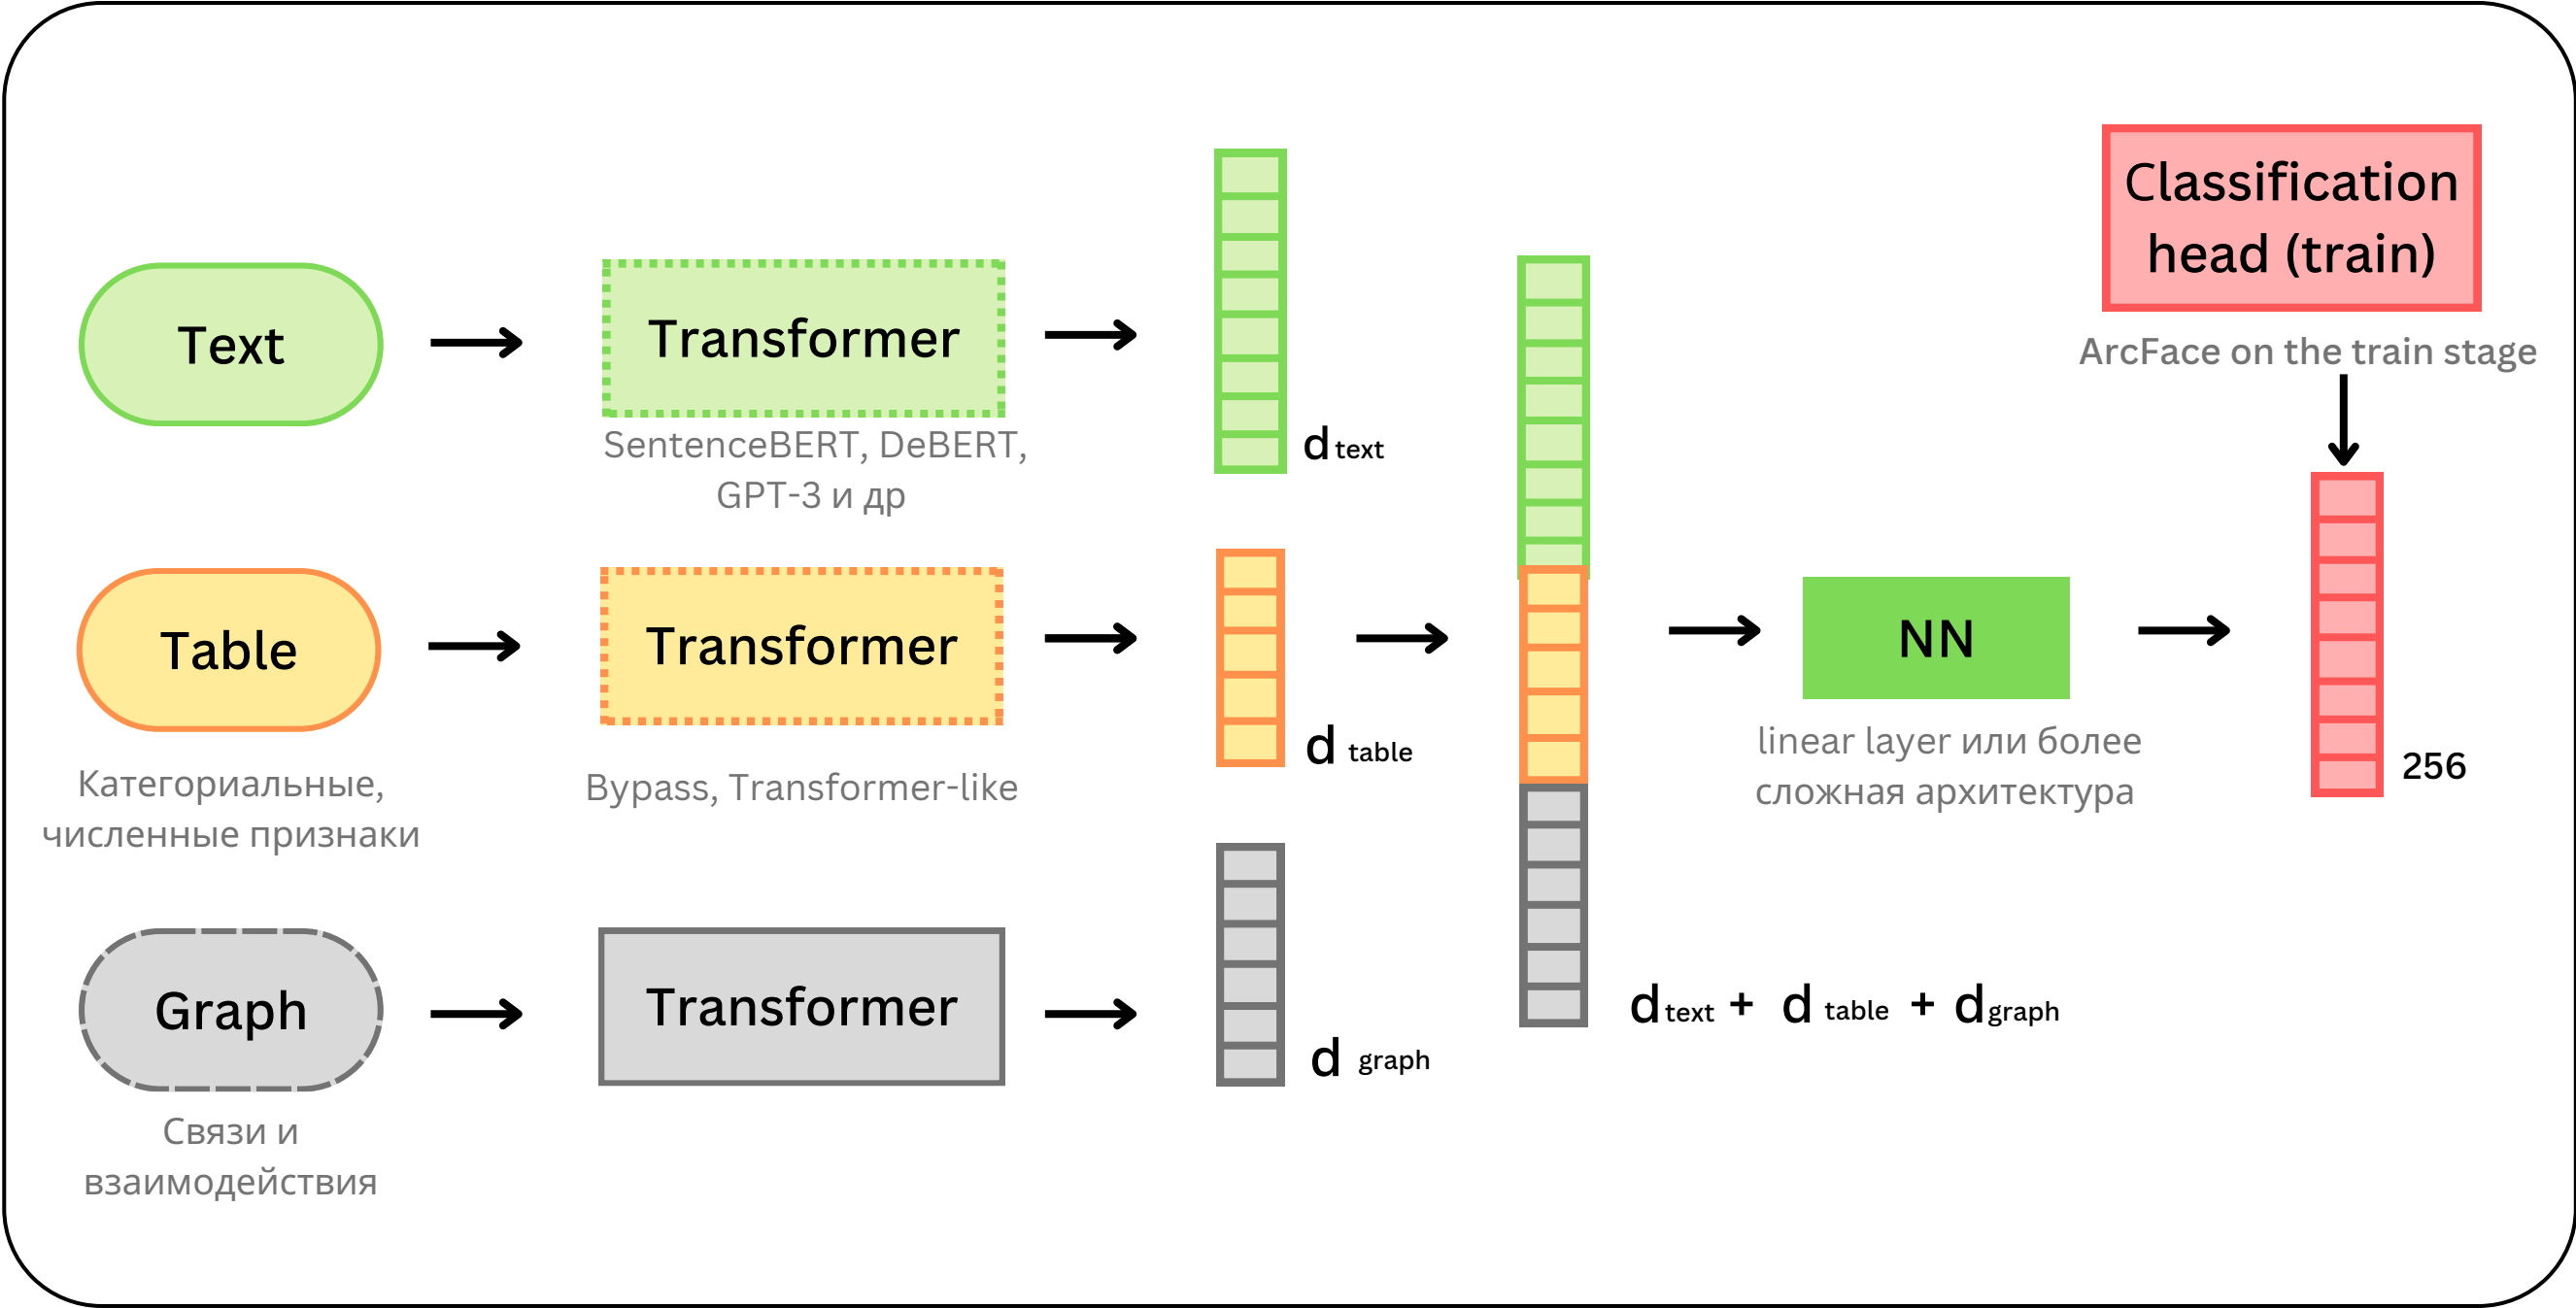 Text
Transformer
SentenceBERT, DeBERT,
GPT-3 и др
d text
Table
Категориальные,
численные признаки
Transformer
Bypass, Transformer-like
d table
Graph
Связи и
взаимодействия
Transformer
d graph
d text + d table + d graph
NN
linear layer или более
сложная архитектура
Classification
head (train)
ArcFace on the train stage
256